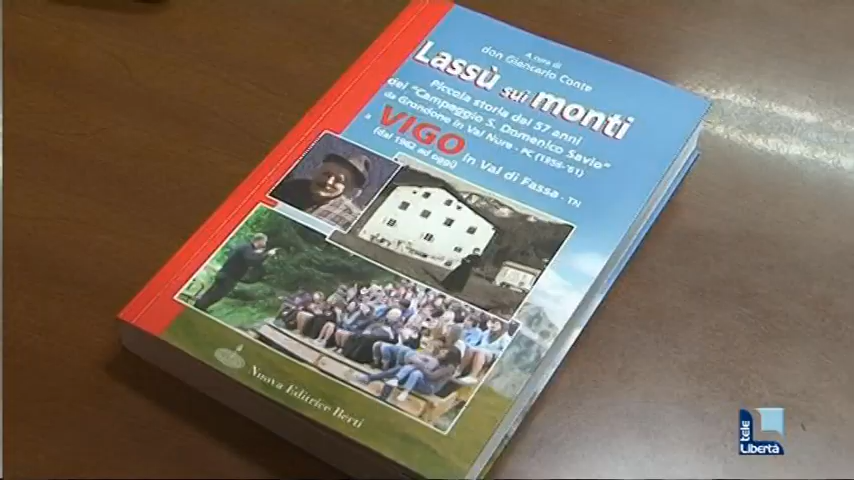 A cura di
don Giancarlo Conte
Lassù sui monti
Piccola storia dei 57 anni
del "Campeggio S. Domenico Savio"
da Grondone in Val Nure - PC (1956-'61)
a VIGO in Val di Fassa - TN
(dal 1962 ad oggi)
Nuova Editrice Berti
tele
Libertà